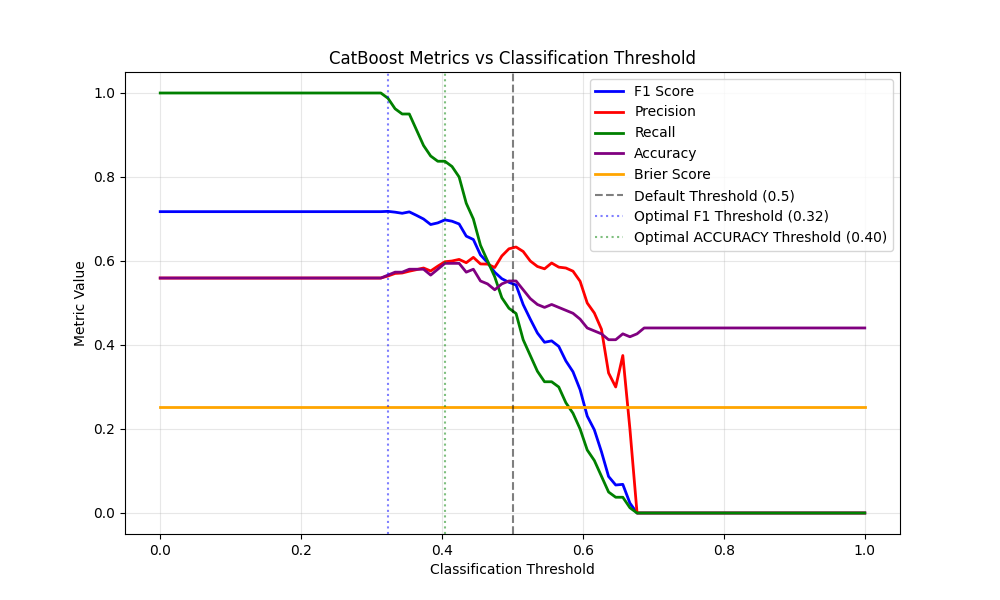 CatBoost Metrics vs Classification Threshold
Metric Value
1.0
0.8
0.6
0.4
0.2
0.0
F1 Score
Precision
Recall
Accuracy
Brier Score
Default Threshold (0.5)
Optimal F1 Threshold (0.32)
Optimal ACCURACY Threshold (0.40)
0.0 0.2 0.4 0.6 0.8 1.0
Classification Threshold